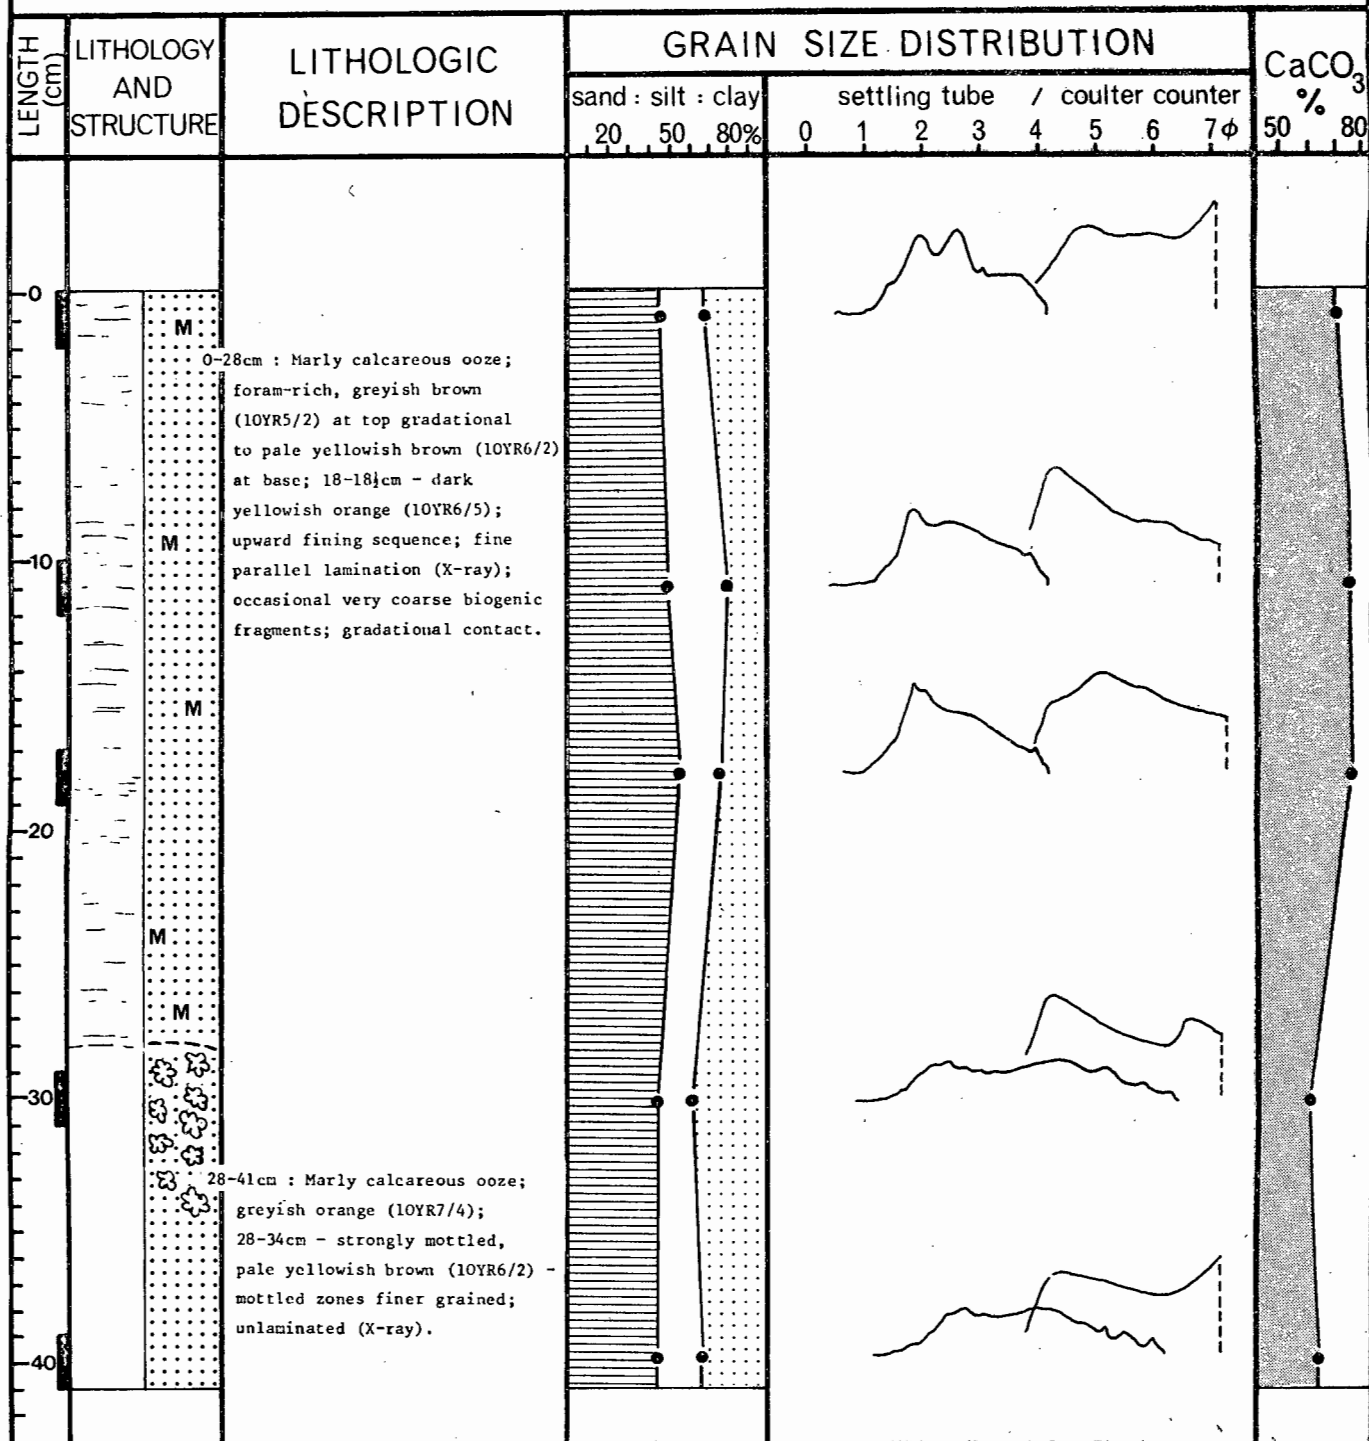 LENGTH (cm)
LITHOLOGY
AND
STRUCTURE
LITHOLOGIC
DESCRIPTION
GRAIN SIZE DISTRIBUTION
sand : silt : clay
20 50 80%
settling tube / coulter counter
0 1 2 3 4 5 6 7ϕ
CaCO3
%
50 80
0
10
20
30
40
M
M
M
M
M
0-28cm : Marly calcareous ooze;
foram-rich, greyish brown
(10YR5/2) at top gradational
to pale yellowish brown (10YR6/2)
at base; 18-18½cm - dark
yellowish orange (10YR6/5);
upward fining sequence; fine
parallel lamination (X-ray);
occasional very coarse biogenic
fragments; gradational contact.
28-41cm : Marly calcareous ooze;
greyish orange (10YR7/4);
28-34cm - strongly mottled,
pale yellowish brown (10YR6/2) -
mottled zones finer grained;
unlaminated (X-ray).